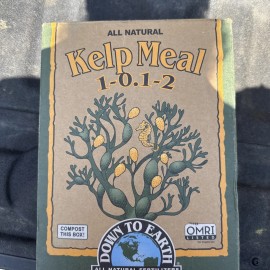 ALL NATURAL
Kelp Meal
1-0.1-2
COMPOST
THIS BOX!
OMRI
LISTED
DOWN TO EARTH
ALL NATURAL FERTILIZERS